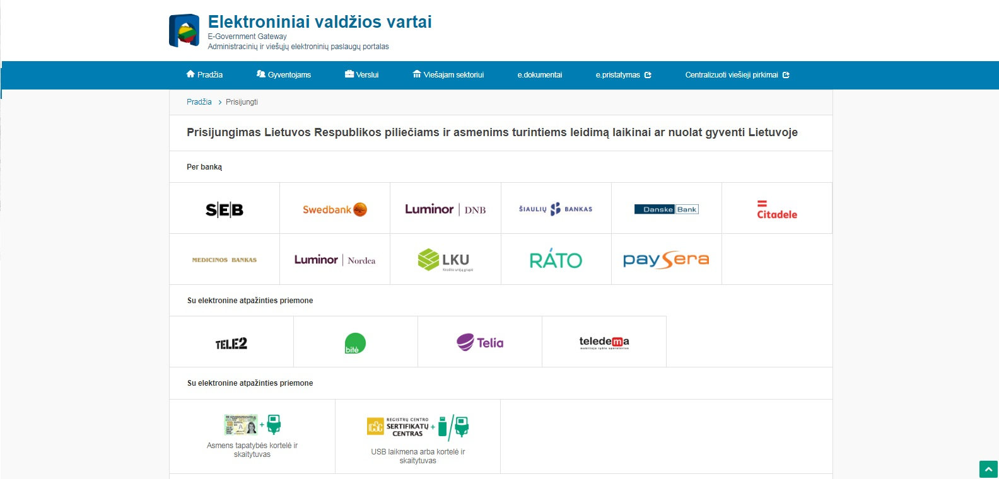 Elektroniniai valdžios vartai
E-Government Gateway
Administracinių ir viešųjų elektroninių paslaugų portalas
Pradžia Gyventojams Verslui Viešajam sektoriui e.dokumentai e.pristatymas Centralizuoti viešieji pirkimai
Pradžia > Prisijungti
Prisijungimas Lietuvos Respublikos piliečiams ir asmenims turintiems leidimą laikinai ar nuolat gyventi Lietuvoje
Per banką
S|E|B Swedbank Luminor | DNB ŠIAULIŲ BANKAS Danske Bank Citadele
MEDICINOS BANKAS Luminor | Nordea LKU RATO paysera
Kredito unijų grupė
Su elektronine atpažinties priemone
TELE2 bitė Telia teledema
mobiliojo ryšio operatorius
Su elektronine atpažinties priemone
REGISTRŲ CENTRO
SERTIFIKATŲ
CENTRAS
Asmens tapatybės kortelė ir
skaitytuvas
USB laikmena arba kortelė ir
skaitytuvas